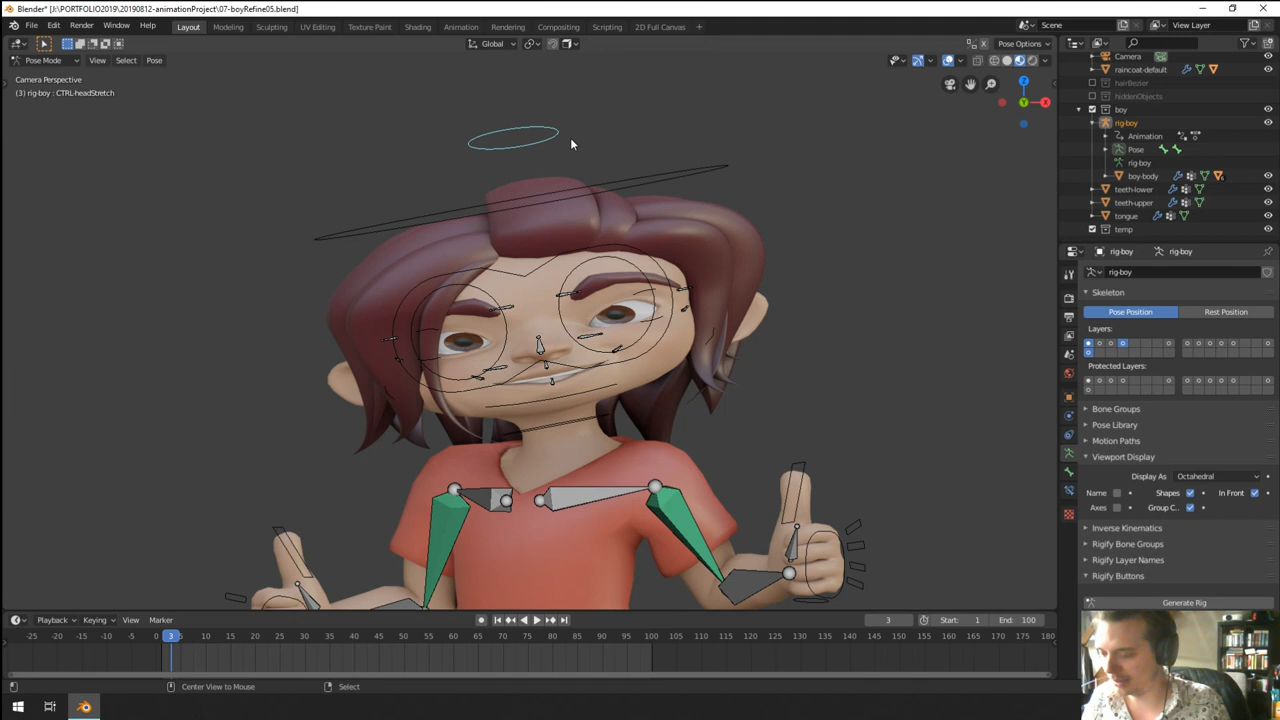 Blender* [J:\PORTFOLIO2019\20190812-animationProject\07-boyRefine05.blend]
File Edit Render Window Help Layout Modeling Sculpting UV Editing Texture Paint Shading Animation Rendering Compositing Scripting 2D Full Canvas + Scene View Layer
Global Pose Options
Pose Mode View Select Pose
Camera Perspective
(3) rig-boy : CTRL-headStretch
Z
Y
X
Camera
raincoat-default
hairBezier
hiddenObjects
boy
rig-boy
Animation
Pose
rig-boy
boy-body
teeth-lower
teeth-upper
tongue
temp
rig-boy rig-boy
rig-boy
Skeleton
Pose Position Rest Position
Layers:
Protected Layers:
Bone Groups
Pose Library
Motion Paths
Viewport Display
Display As Octahedral
Name Shapes In Front
Axes Group C..
Inverse Kinematics
Rigify Bone Groups
Rigify Layer Names
Rigify Buttons
Generate Rig
Playback Keying View Marker 3 Start: 1 End: 100
-25 -20 -15 -10 -5 0 3 5 10 15 20 25 30 35 40 45 50 55 60 65 70 75 80 85 90 95 100 105 110 115 120 125 130 135 140 145 150 155 160 165 170 175 180
Center View to Mouse Select